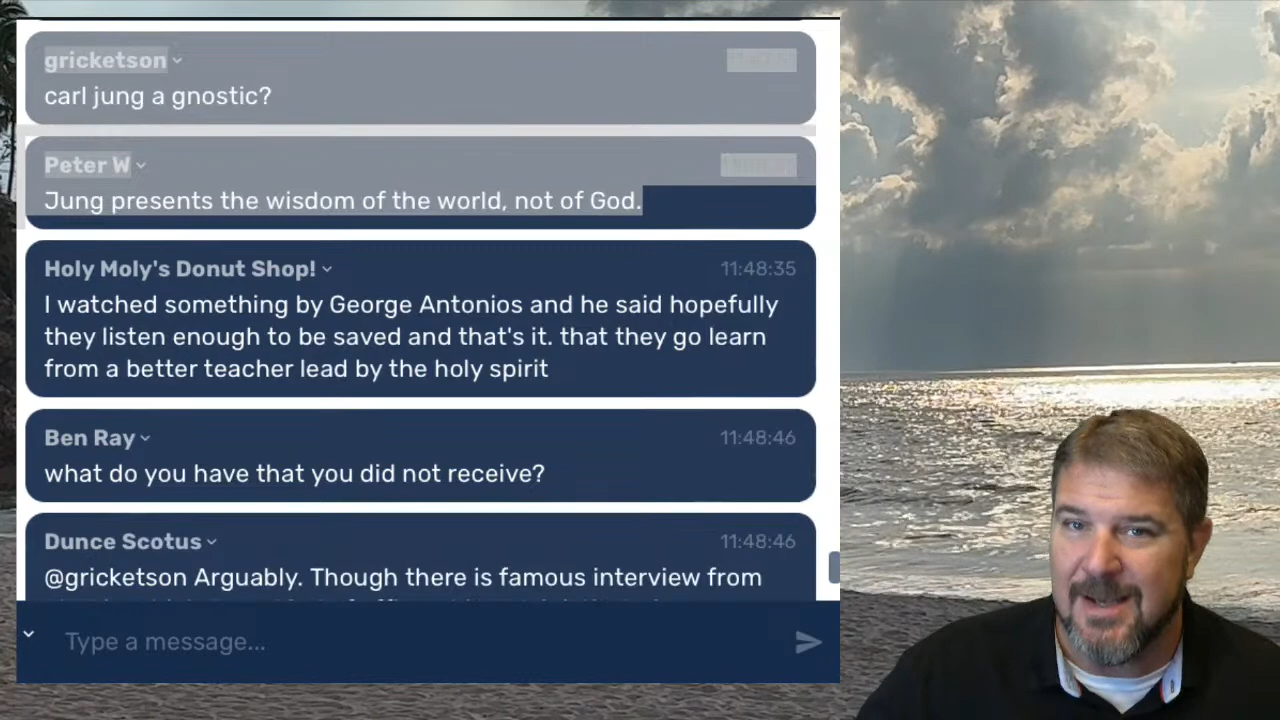 gricketson
carl jung a gnostic?
Peter W
Jung presents the wisdom of the world, not of God.
Holy Moly's Donut Shop! 11:48:35
I watched something by George Antonios and he said hopefully
they listen enough to be saved and that's it. that they go learn
from a better teacher lead by the holy spirit
Ben Ray 11:48:46
what do you have that you did not receive?
Dunce Scotus 11:48:46
@gricketson Arguably. Though there is famous interview from
Type a message...